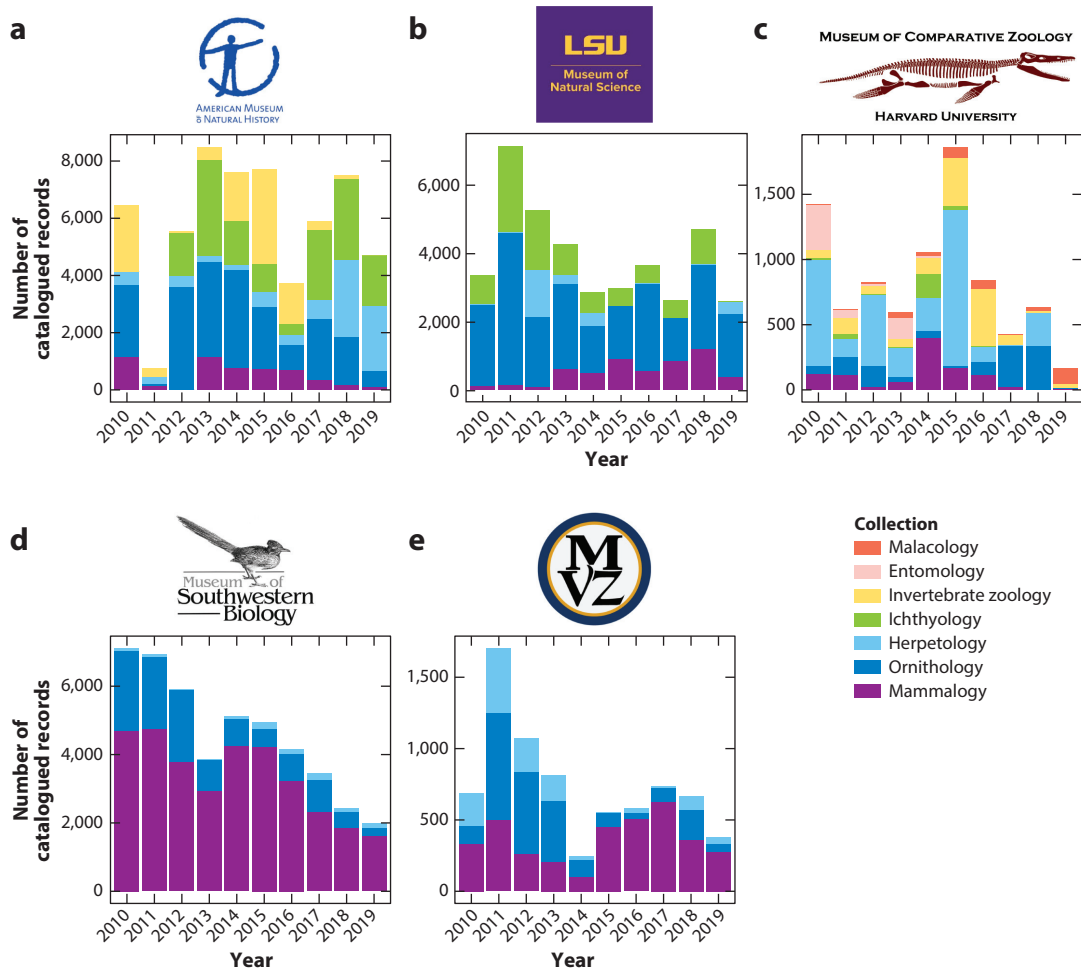 a
AMERICAN MUSEUM
& NATURAL HISTORY
b
LSU
Museum of
Natural Science
c
MUSEUM OF COMPARATIVE ZOOLOGY
HARVARD UNIVERSITY
Number of
catalogued records
8,000
6,000
4,000
2,000
0
2010
2011
2012
2013
2014
2015
2016
2017
2018
2019
6,000
4,000
2,000
0
2010
2011
2012
2013
2014
2015
2016
2017
2018
2019
Year
1,500
1,000
500
0
2010
2011
2012
2013
2014
2015
2016
2017
2018
2019
d
Museum of
Southwestern
Biology
e
MVZ
Collection
Malacology
Entomology
Invertebrate zoology
Ichthyology
Herpetology
Ornithology
Mammalogy
Number of
catalogued records
6,000
4,000
2,000
0
2010
2011
2012
2013
2014
2015
2016
2017
2018
2019
Year
1,500
1,000
500
0
2010
2011
2012
2013
2014
2015
2016
2017
2018
2019
Year